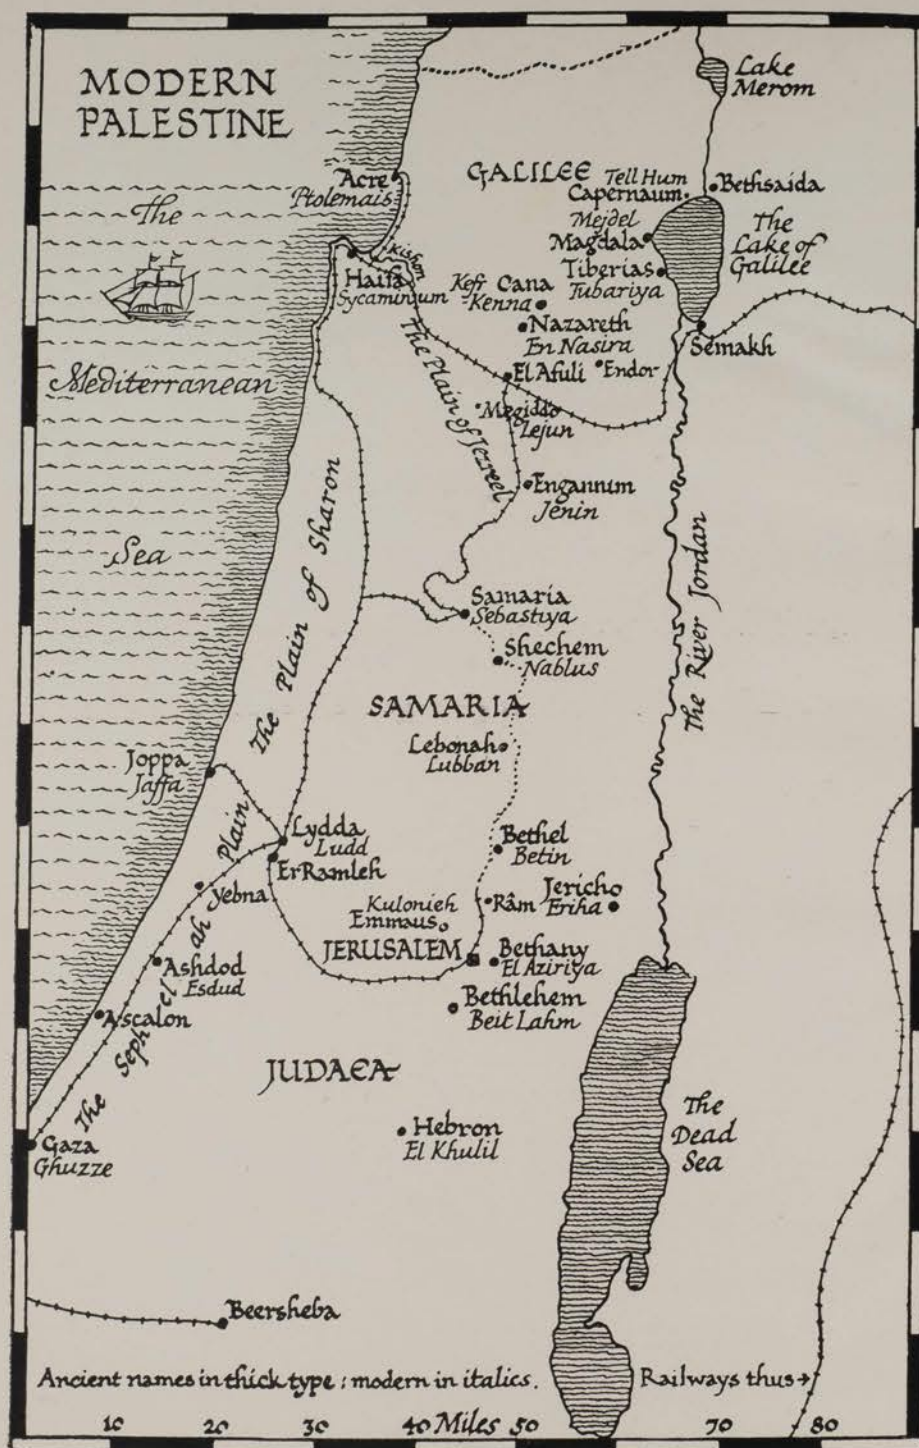 MODERN
PALESTINE
Lake
Merom
GALILEE
Tell Hum
Capernaum
Bethsaida
Acre
Ptolemais
The
Mediterranean
Sea
Mejdel
Magdala
The
Lake of
Galilee
Tiberias
Tubariya
Kishon
Haifa
Sycaminium
Kefr Cana
Kenna
Nazareth
En Nasira
Semakh
The Plain of Jezreel
El Afuli
Endor
Megiddo
Lejun
Engannim
Jenin
The Plain of Sharon
The River Jordan
Samaria
Sebastiya
Shechem
Nablus
SAMARIA
Lebonah
Lubban
Joppa
Jaffa
Lydda
Ludd
Er Ramleh
Bethel
Betin
Yebna
Kulonieh
Emmaus
Râm
Jericho
Eriha
JERUSALEM
Bethany
El Aziriya
Ashdod
Esdud
Ascalon
Bethlehem
Beit Lahm
The Sephelah Plain
JUDAEA
Hebron
El Khulil
The
Dead
Sea
Gaza
Ghuzze
Beersheba
Ancient names in thick type : modern in italics.
Railways thus
10 20 30 40 Miles 50 70 80